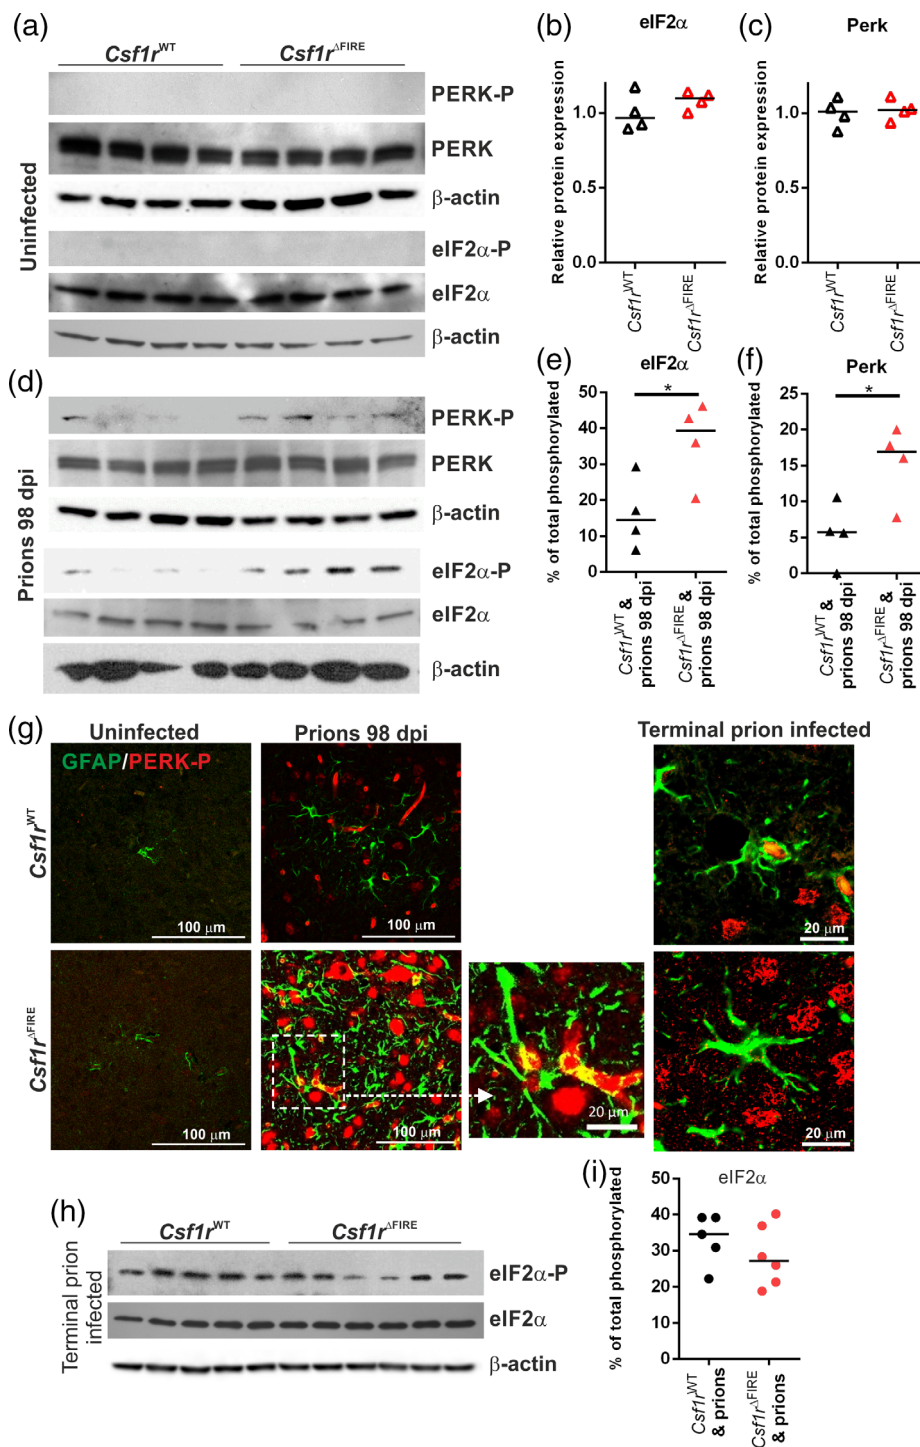 (a)
Csf1rWT
Csf1rΔFIRE
Uninfected
PERK-P
PERK
β-actin
eIF2α-P
eIF2α
β-actin
(b)
eIF2α
Relative protein expression
1.0
0.5
0.0
Csf1rWT
Csf1rΔFIRE
(c)
Perk
Relative protein expression
1.0
0.5
0.0
Csf1rWT
Csf1rΔFIRE
(d)
Prions 98 dpi
PERK-P
PERK
β-actin
eIF2α-P
eIF2α
β-actin
(e)
eIF2α
% of total phosphorylated
50
40
30
20
10
0
*
Csf1rWT &
prions 98 dpi
Csf1rΔFIRE &
prions 98 dpi
(f)
Perk
% of total phosphorylated
25
20
15
10
5
0
*
Csf1rWT &
prions 98 dpi
Csf1rΔFIRE &
prions 98 dpi
(g)
Uninfected
Prions 98 dpi
Terminal prion infected
GFAP/PERK-P
Csf1rWT
100 µm
100 µm
20 µm
Csf1rΔFIRE
100 µm
100 µm
20 µm
20 µm
(h)
Csf1rWT
Csf1rΔFIRE
Terminal prion
infected
eIF2α-P
eIF2α
β-actin
(i)
eIF2α
% of total phosphorylated
50
40
30
20
10
0
Csf1rWT
& prions
Csf1rΔFIRE
& prions